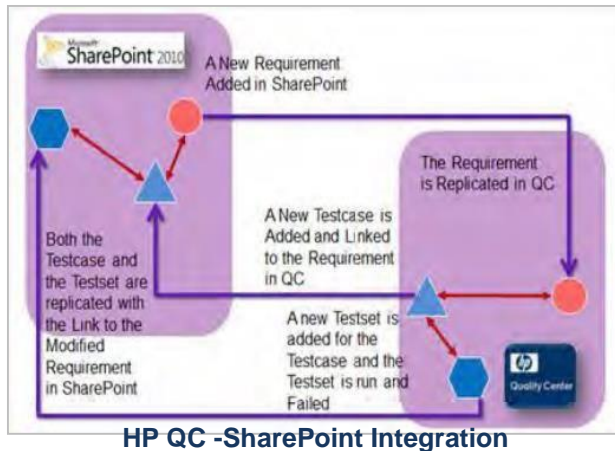 Microsoft
SharePoint 2010
A New Requirement
Added in SharePoint
The Requirement
is Replicated in QC
A New Testcase is
Added and Linked
to the Requirement
in QC
Both the
Testcase and
the Testset are
replicated with
the Link to the
Modified
Requirement
in SharePoint
A new Testset is
added for the
Testcase and the
Testset is run and
Failed
hp
Quality Center
HP QC -SharePoint Integration